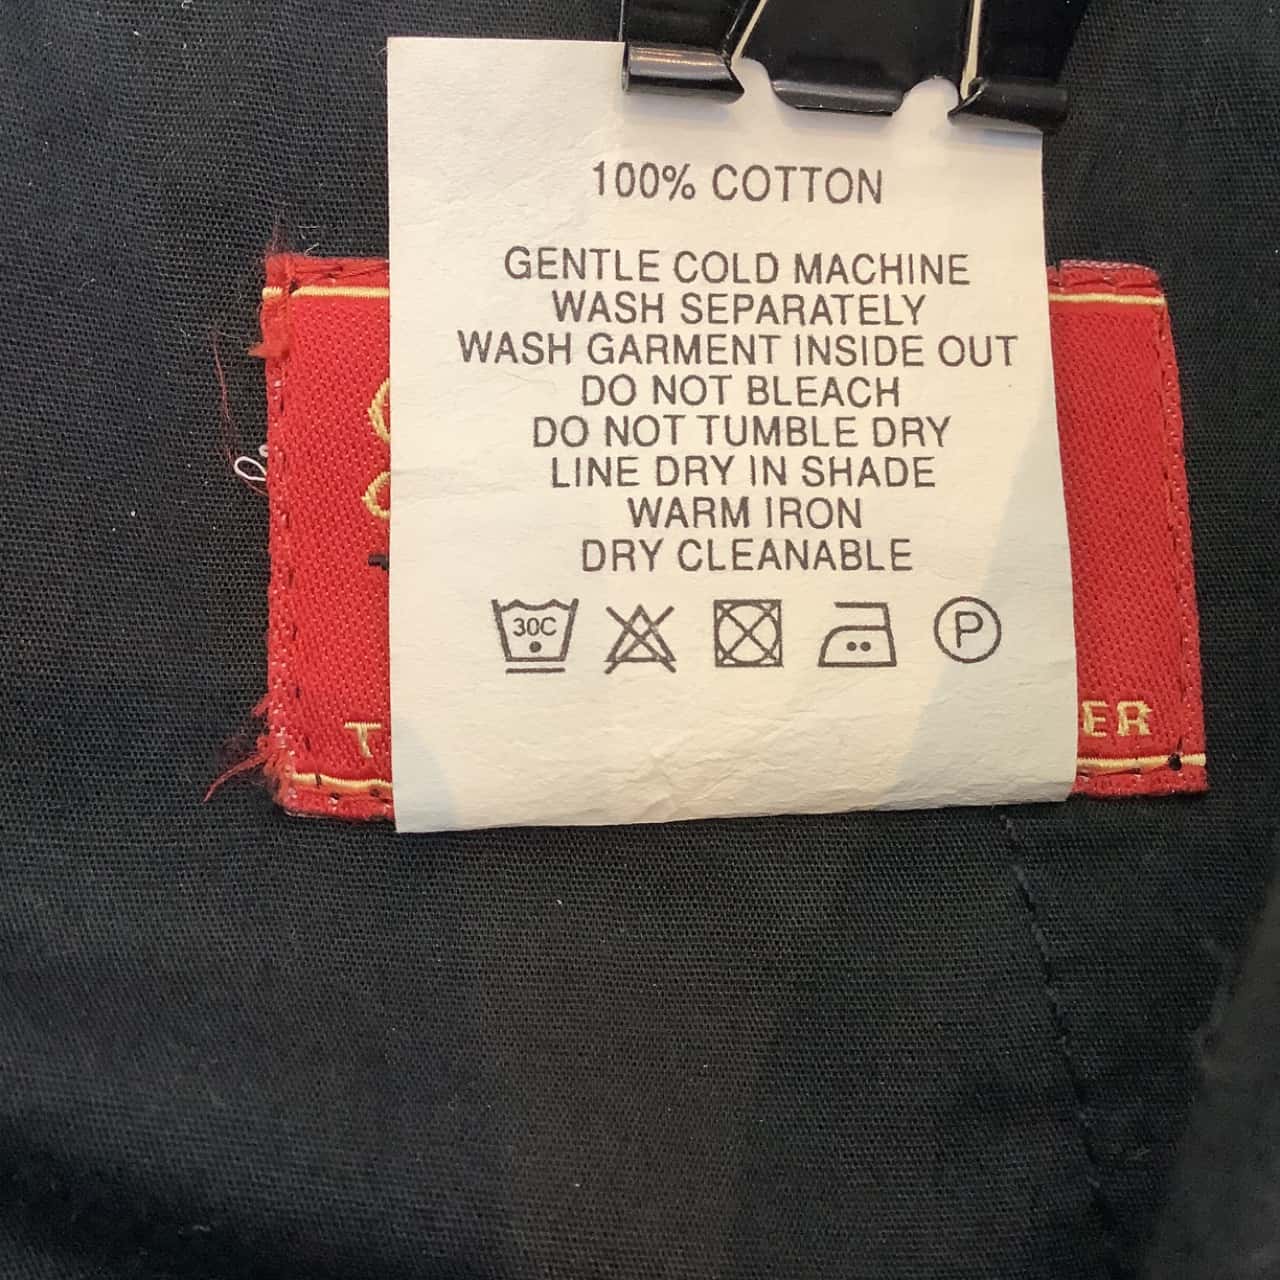 100% COTTON
GENTLE COLD MACHINE
WASH SEPARATELY
WASH GARMENT INSIDE OUT
DO NOT BLEACH
DO NOT TUMBLE DRY
LINE DRY IN SHADE
WARM IRON
DRY CLEANABLE
30C
P